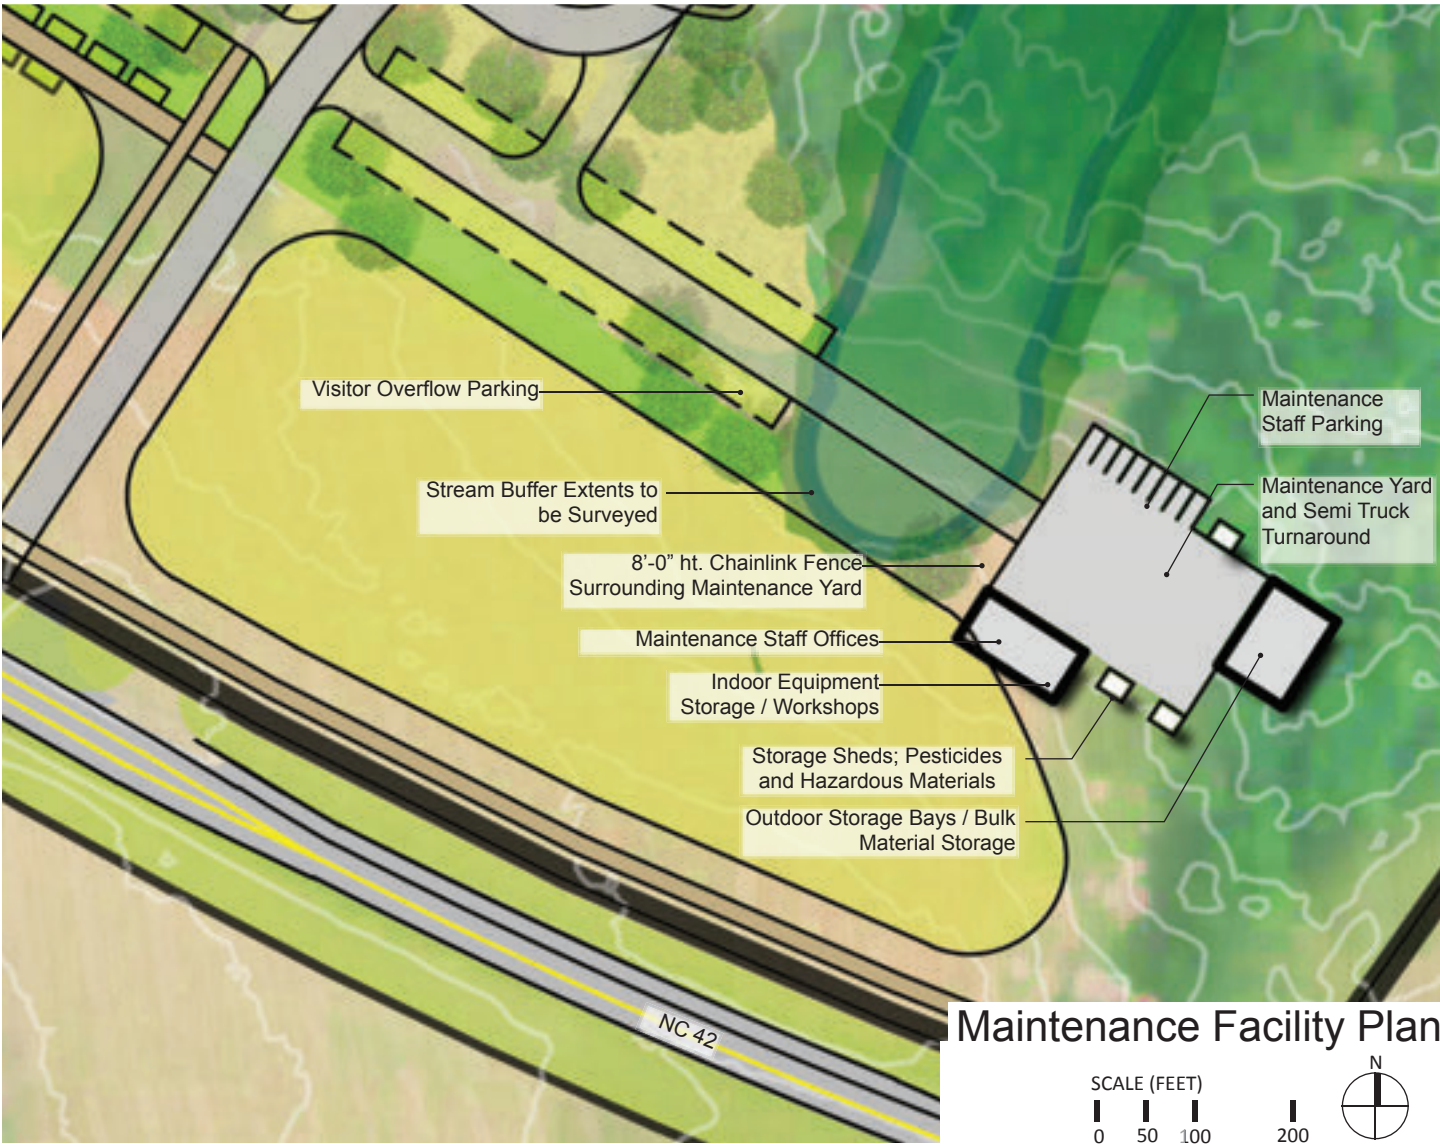 Visitor Overflow Parking
Maintenance
Staff Parking
Stream Buffer Extents to
be Surveyed
Maintenance Yard
and Semi Truck
Turnaround
8'-0" ht. Chainlink Fence
Surrounding Maintenance Yard
Maintenance Staff Offices
Indoor Equipment
Storage / Workshops
Storage Sheds; Pesticides
and Hazardous Materials
Outdoor Storage Bays / Bulk
Material Storage
NC 42
Maintenance Facility Plan
SCALE (FEET)
0 50 100 200
N